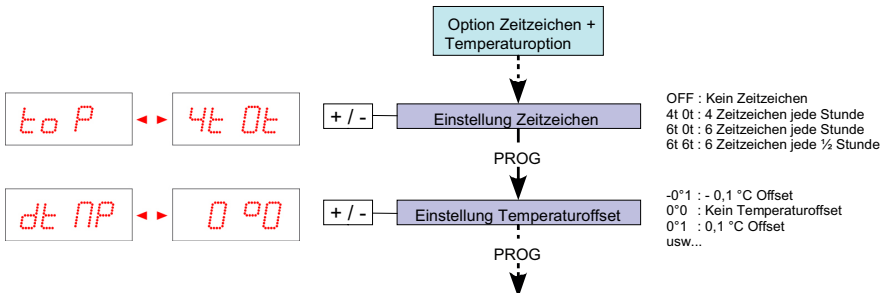 Option Zeitzeichen +
Temperaturoption
to P
4t 0t
+ / -
Einstellung Zeitzeichen
OFF : Kein Zeitzeichen
4t 0t : 4 Zeitzeichen jede Stunde
6t 0t : 6 Zeitzeichen jede Stunde
6t 6t : 6 Zeitzeichen jede ½ Stunde
PROG
dt MP
0 °0
+ / -
Einstellung Temperaturoffset
-0°1 : - 0,1 °C Offset
0°0 : Kein Temperaturoffset
0°1 : 0,1 °C Offset
usw...
PROG